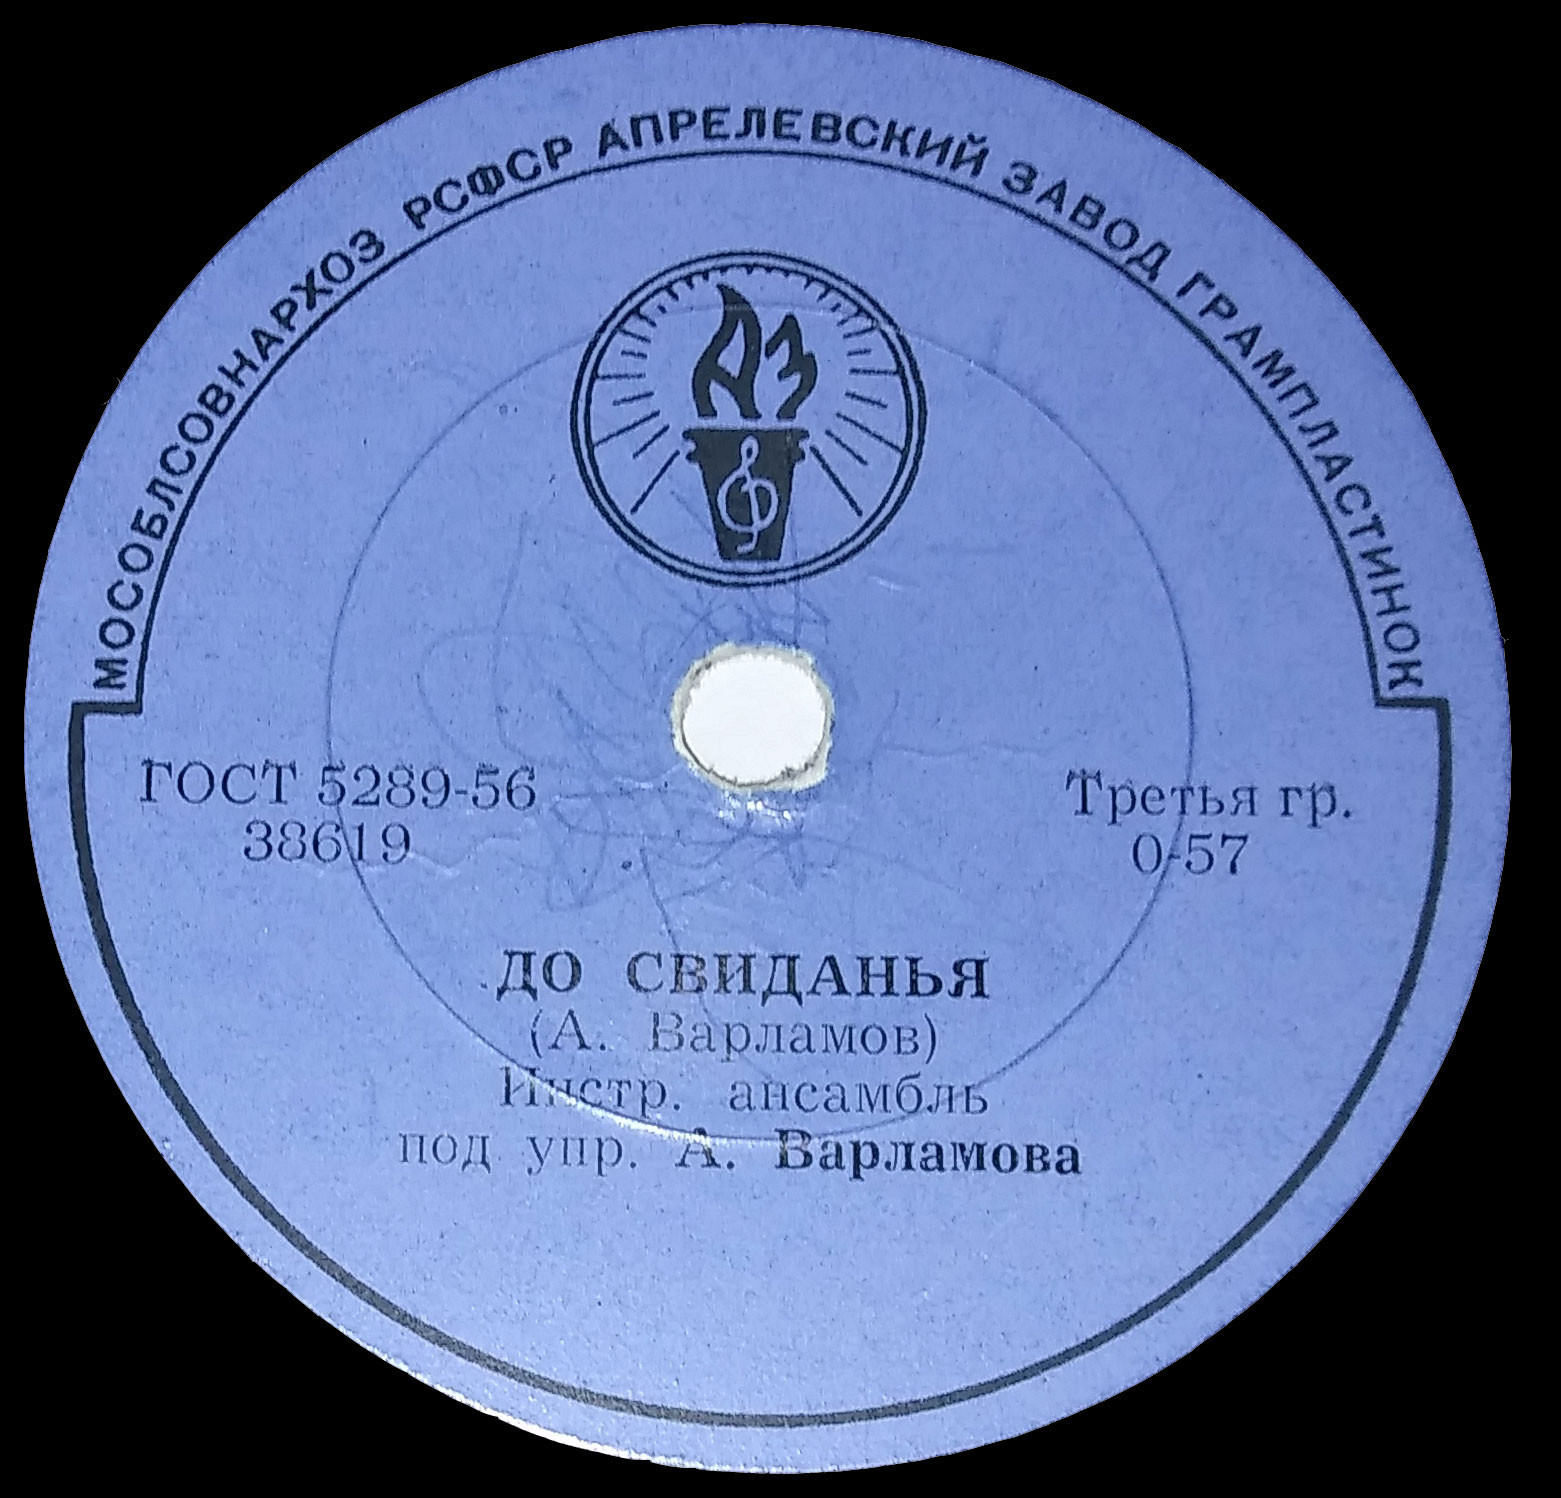 МОСОБЛСОВНАРХОЗ РСФСР АПРЕЛЕВСКИЙ ЗАВОД ГРАМПЛАСТИНОК
АЗ
ГОСТ 5289-56
38619
Третья гр.
0-57
ДО СВИДАНЬЯ
(А. Варламов)
Инстр. ансамбль
под упр. А. Варламова